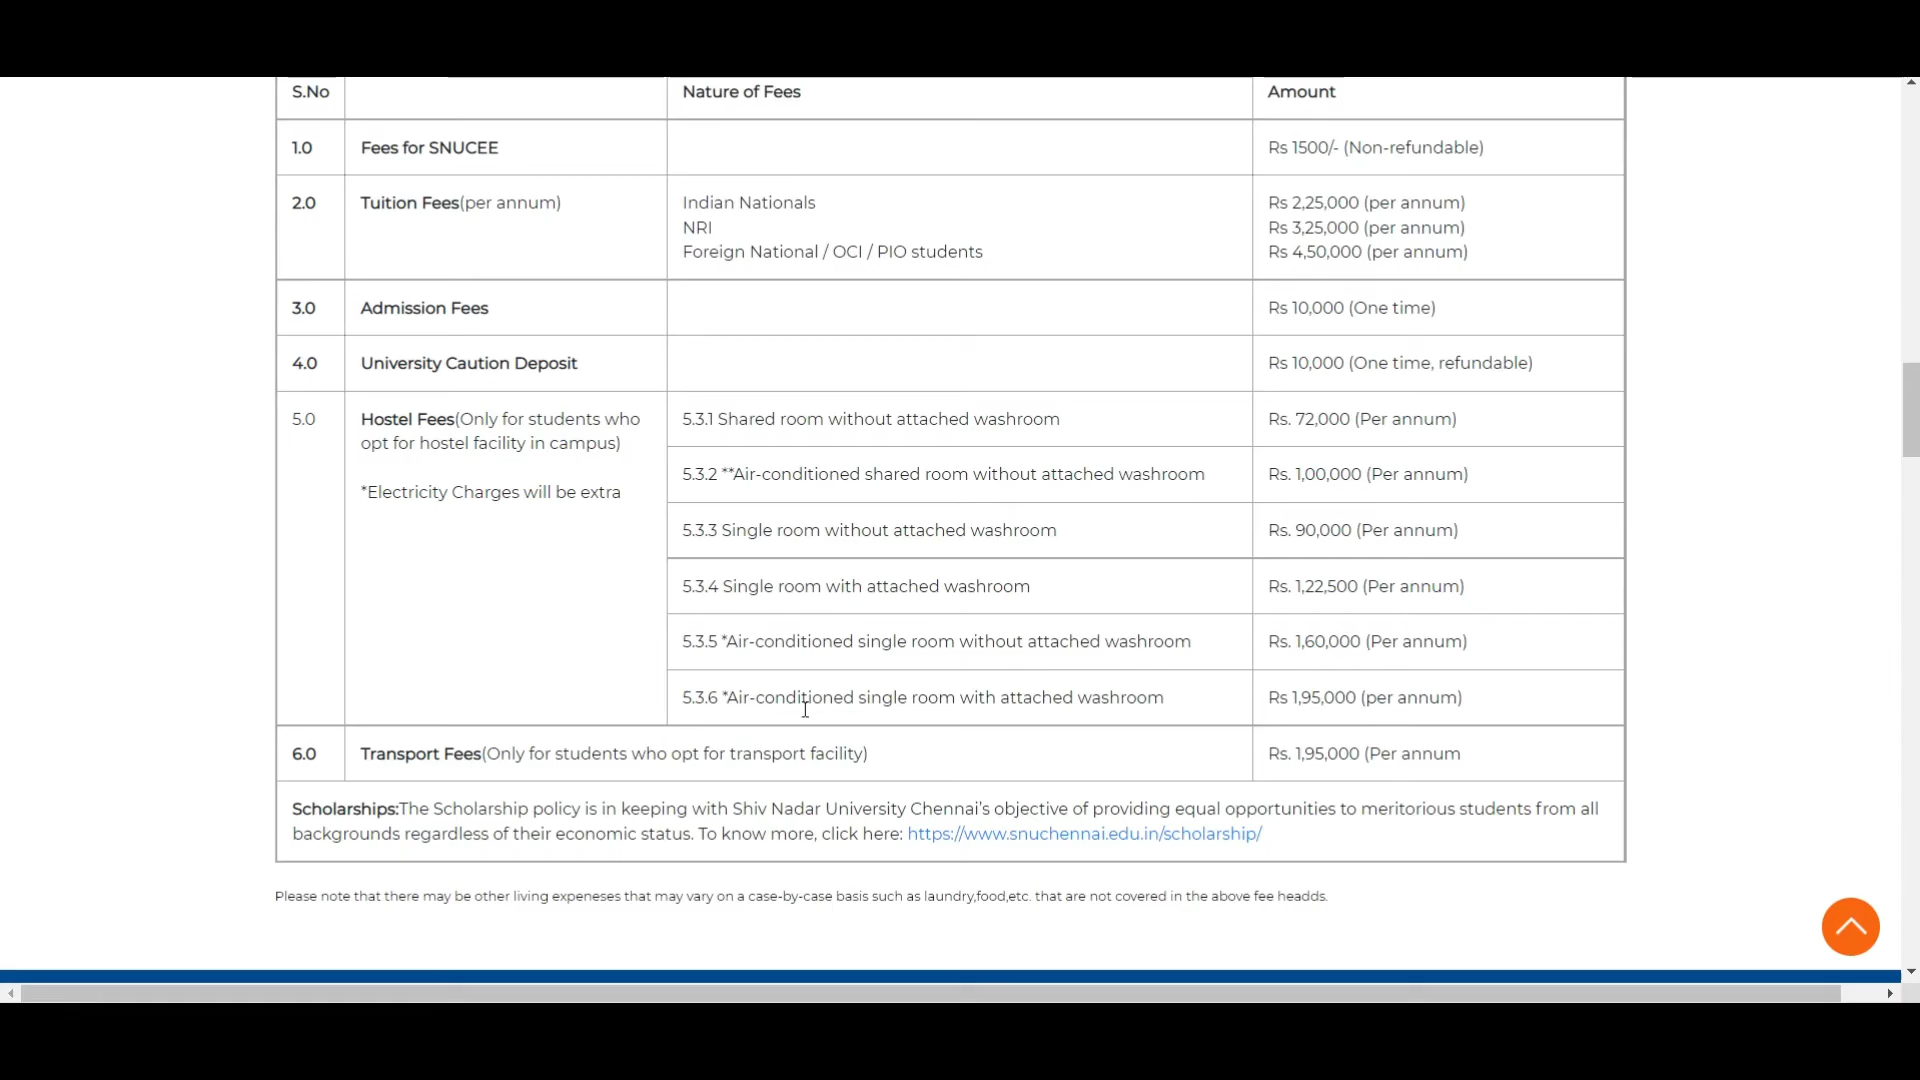 S.No Nature of Fees Amount
1.0 Fees for SNUCEE Rs 1500/- (Non-refundable)
2.0 Tuition Fees(per annum) Indian Nationals Rs 2,25,000 (per annum)
NRI Rs 3,25,000 (per annum)
Foreign National / OCI / PIO students Rs 4,50,000 (per annum)
3.0 Admission Fees Rs 10,000 (One time)
4.0 University Caution Deposit Rs 10,000 (One time, refundable)
5.0 Hostel Fees(Only for students who 5.3.1 Shared room without attached washroom Rs. 72,000 (Per annum)
opt for hostel facility in campus)
5.3.2 **Air-conditioned shared room without attached washroom Rs. 1,00,000 (Per annum)
*Electricity Charges will be extra
5.3.3 Single room without attached washroom Rs. 90,000 (Per annum)
5.3.4 Single room with attached washroom Rs. 1,22,500 (Per annum)
5.3.5 *Air-conditioned single room without attached washroom Rs. 1,60,000 (Per annum)
5.3.6 *Air-conditioned single room with attached washroom Rs 1,95,000 (per annum)
6.0 Transport Fees(Only for students who opt for transport facility) Rs. 1,95,000 (Per annum
Scholarships:The Scholarship policy is in keeping with Shiv Nadar University Chennai's objective of providing equal opportunities to meritorious students from all
backgrounds regardless of their economic status. To know more, click here: https://www.snuchennai.edu.in/scholarship/
Please note that there may be other living expeneses that may vary on a case-by-case basis such as laundry,food,etc. that are not covered in the above fee headds.